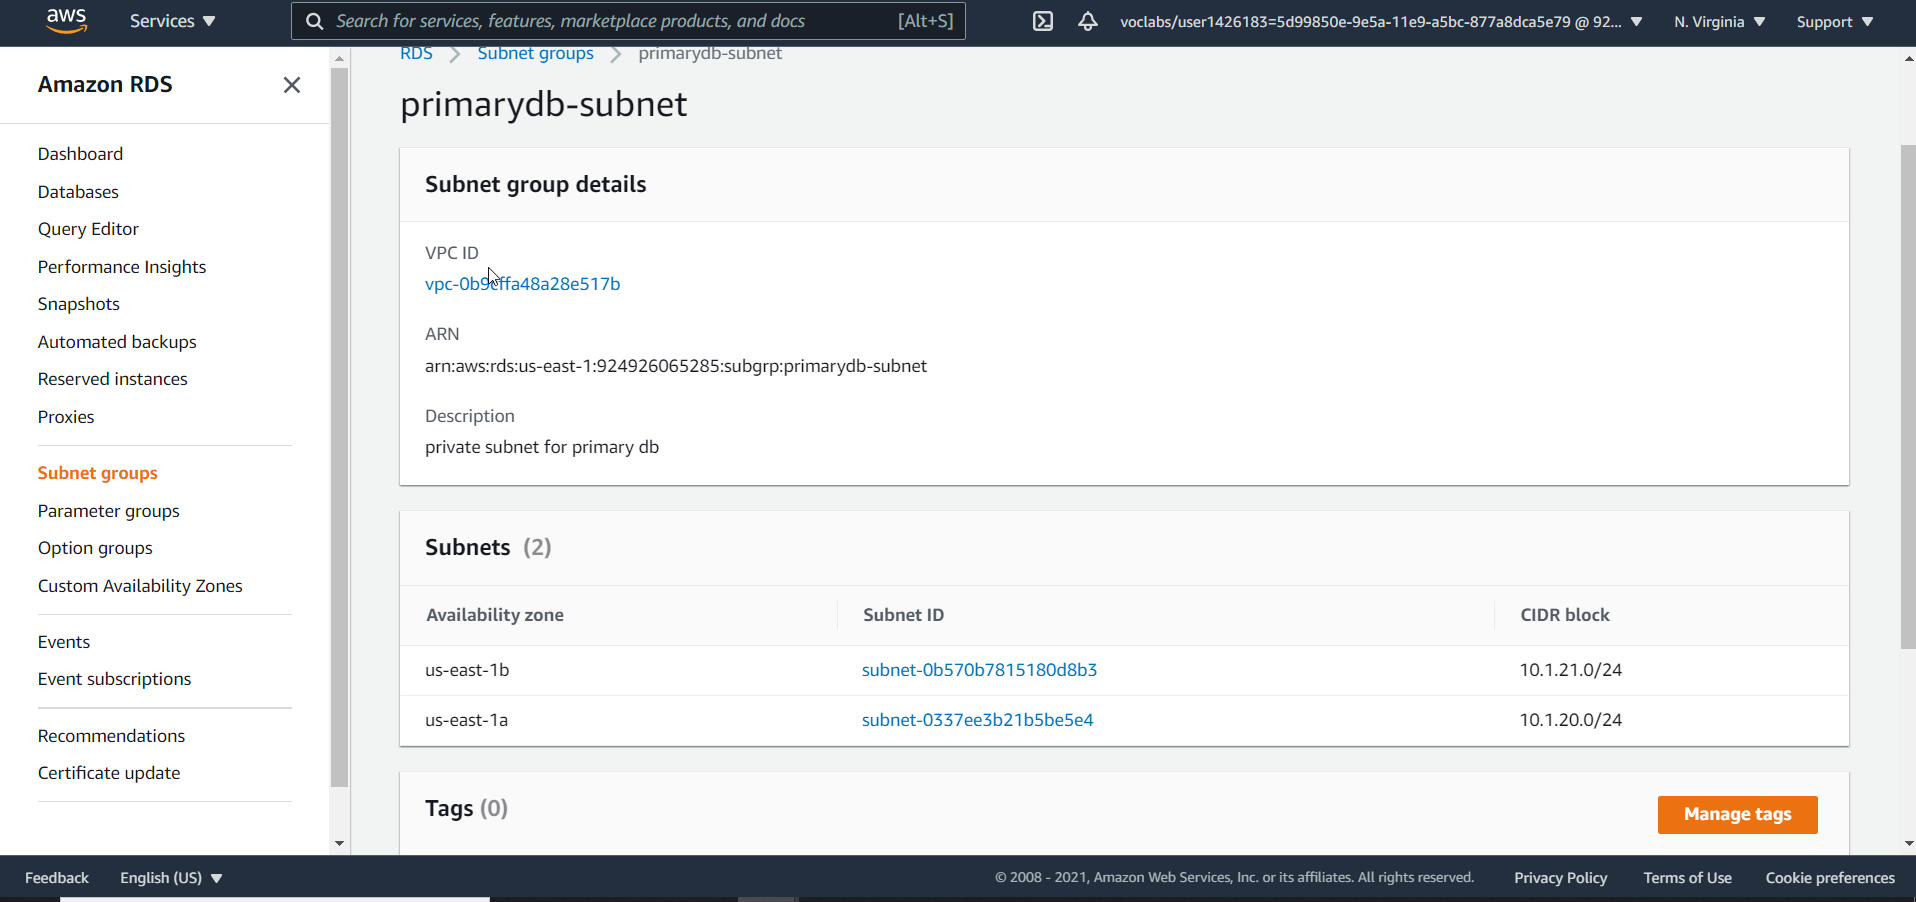 aws Services Search for services, features, marketplace products, and docs [Alt+S] voclabs/user1426183=5d99850e-9e5a-11e9-a5bc-877a8dca5e79 @ 92... N. Virginia Support
Amazon RDS
Dashboard
Databases
Query Editor
Performance Insights
Snapshots
Automated backups
Reserved instances
Proxies
Subnet groups
Parameter groups
Option groups
Custom Availability Zones
Events
Event subscriptions
Recommendations
Certificate update
RDS Subnet groups primarydb-subnet
primarydb-subnet
Subnet group details
VPC ID
vpc-0b9cffa48a28e517b
ARN
arn:aws:rds:us-east-1:924926065285:subgrp:primarydb-subnet
Description
private subnet for primary db
Subnets (2)
Availability zone Subnet ID CIDR block
us-east-1b subnet-0b570b7815180d8b3 10.1.21.0/24
us-east-1a subnet-0337ee3b21b5be5e4 10.1.20.0/24
Tags (0) Manage tags
Feedback English (US) © 2008 - 2021, Amazon Web Services, Inc. or its affiliates. All rights reserved. Privacy Policy Terms of Use Cookie preferences